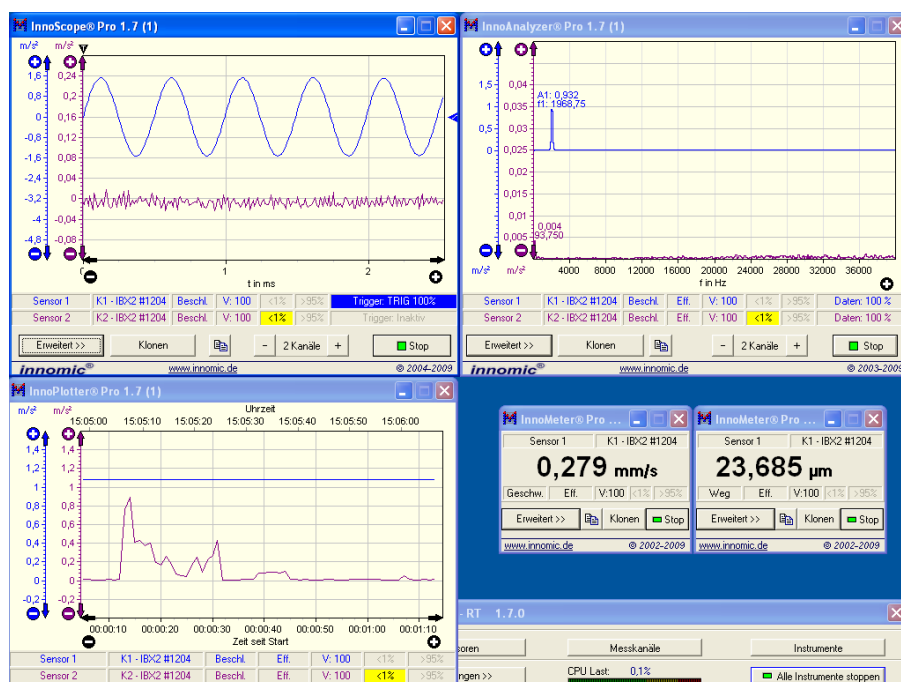 InnoScope® Pro 1.7 (1)
m/s² m/s²
1,6 0,24
0,8 0,2
0 0,16
-0,8 0,12
-1,6 0,08
-2,4 0,04
-3,2 0
-4 -0,04
-4,8 -0,08
0 1 2
t in ms
Sensor 1 K1 - IBX2 #1204 Beschl. V: 100 <1% >95% Trigger: TRIG 100%
Sensor 2 K2 - IBX2 #1204 Beschl. V: 100 <1% >95% Trigger: Inaktiv
Erweitert >> Klonen - 2 Kanäle + Stop
innomic® www.innomic.de © 2004-2009
InnoAnalyzer® Pro 1.7 (1)
2 0,04
A1: 0,932
1 0,035
f1: 1968,75
0,5 0,03
0 0,025
0,02
0,015
0,01
0,004
0,005 93,750
m/s² m/s²
4000 8000 12000 16000 20000 24000 28000 32000 36000
f in Hz
Sensor 1 K1 - IBX2 #1204 Beschl. Eff. V: 100 <1% >95% Daten: 100 %
Sensor 2 K2 - IBX2 #1204 Beschl. Eff. V: 100 <1% >95% Daten: 100 %
Erweitert >> Klonen - 2 Kanäle + Stop
innomic® www.innomic.de © 2003-2009
InnoPlotter® Pro 1.7 (1)
m/s² m/s² Uhrzeit
15:05:00 15:05:10 15:05:20 15:05:30 15:05:40 15:05:50 15:06:00
1,4 1,4
1,2 1,2
1 1
0,8 0,8
0,6 0,6
0,4 0,4
0,2 0,2
0 0
-0,2 -0,2
00:00:10 00:00:20 00:00:30 00:00:40 00:00:50 00:01:00 00:01:10
Zeit seit Start
Sensor 1 K1 - IBX2 #1204 Beschl. Eff. V: 100 <1% >95%
Sensor 2 K2 - IBX2 #1204 Beschl. Eff. V: 100 <1% >95%
InnoMeter® Pro ...
Sensor 1 K1 - IBX2 #1204
0,279 mm/s
Geschw. Eff. V:100 <1% >95%
Erweitert >> Klonen Stop
www.innomic.de © 2002-2009
InnoMeter® Pro ...
Sensor 1 K1 - IBX2 #1204
23,685 µm
Weg Eff. V:100 <1% >95%
Erweitert >> Klonen Stop
www.innomic.de © 2002-2009
- RT 1.7.0
oren Messkanäle Instrumente
ngen >> CPU Last: 0,1% Alle Instrumente stoppen